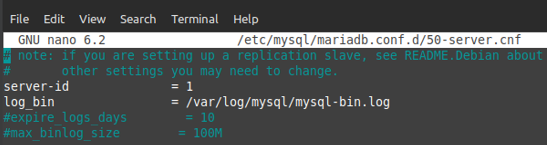 File Edit View Search Terminal Help
GNU nano 6.2 /etc/mysql/mariadb.conf.d/50-server.cnf
# note: if you are setting up a replication slave, see README.Debian about
# other settings you may need to change.
server-id = 1
log_bin = /var/log/mysql/mysql-bin.log
#expire_logs_days = 10
#max_binlog_size = 100M